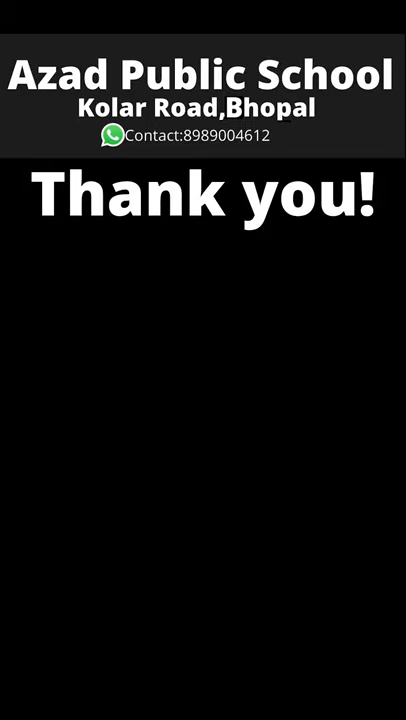 Azad Public School
Kolar Road,Bhopal
Contact:8989004612
Thank you!